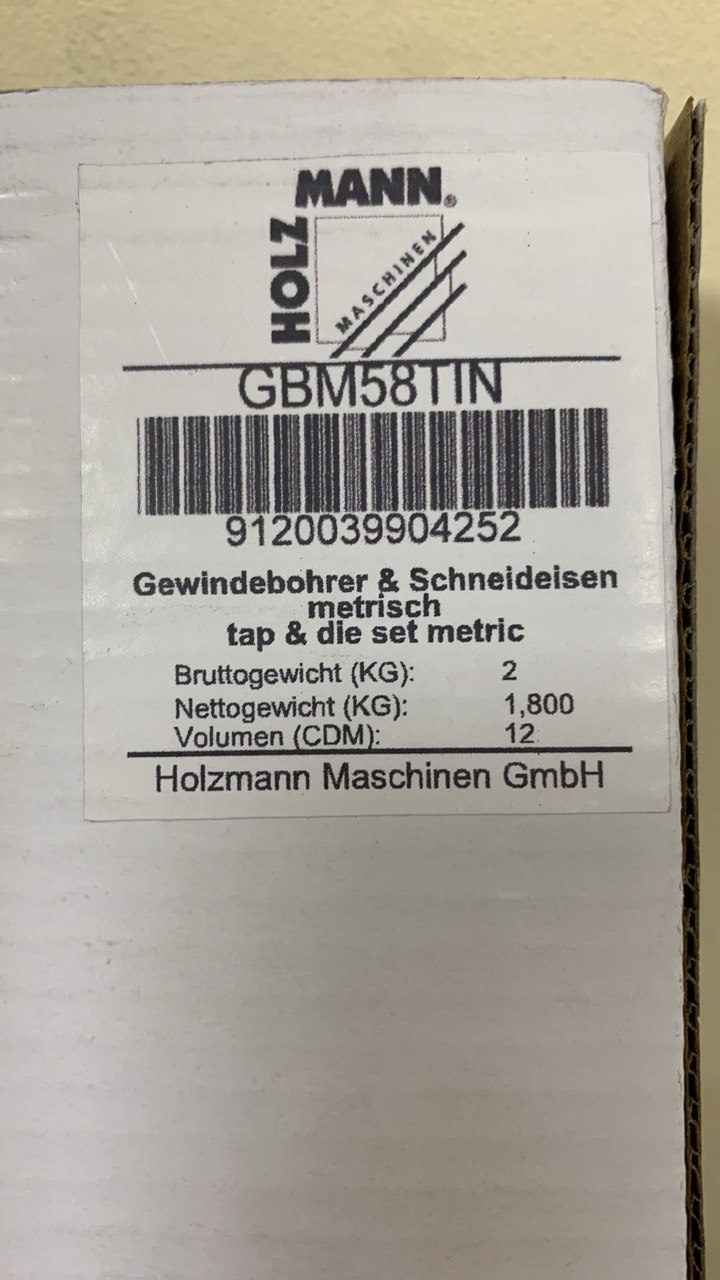 HOLZ
MANN®
MASCHINEN
GBM58TIN
9120039904252
Gewindebohrer & Schneideisen
metrisch
tap & die set metric
Bruttogewicht (KG): 2
Nettogewicht (KG): 1,800
Volumen (CDM): 12
Holzmann Maschinen GmbH